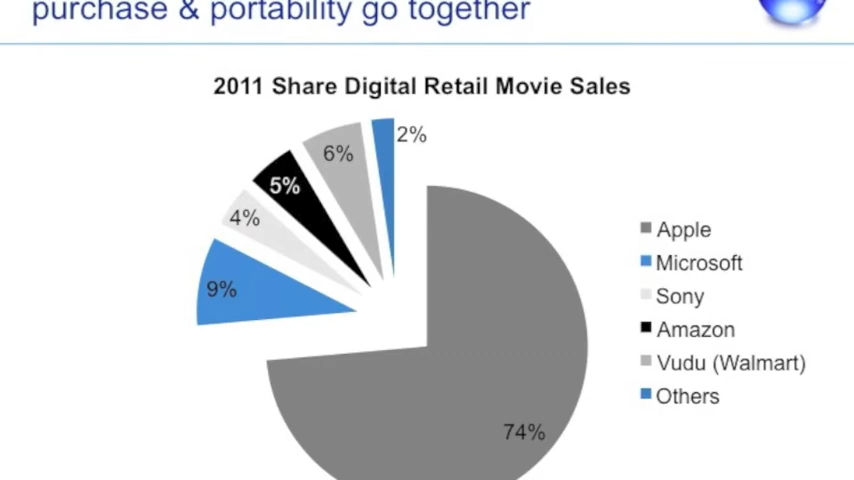 purchase & portability go together
2011 Share Digital Retail Movie Sales
2%
6%
5%
4%
9%
74%
Apple
Microsoft
Sony
Amazon
Vudu (Walmart)
Others